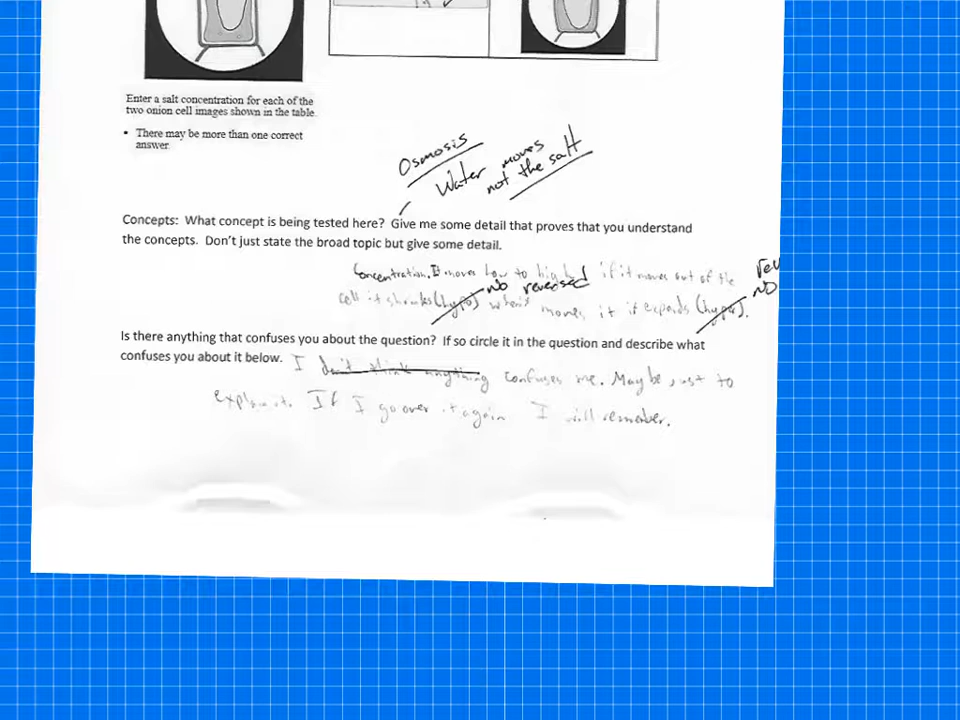 Enter a salt concentration for each of the
two onion cell images shown in the table.
• There may be more than one correct
answer.
Osmosis
Water moves
not the salt
Concepts: What concept is being tested here? Give me some detail that proves that you understand
the concepts. Don't just state the broad topic but give some detail.
Concentration. It moves low to high if it moves out of the
No reversed
NO
cell it shrinks (hypo) when it moves it it expands (hyper).
Is there anything that confuses you about the question? If so circle it in the question and describe what
confuses you about it below.
I don't think anything confuses me. Maybe just to
explain it. If I go over it again I will remember.